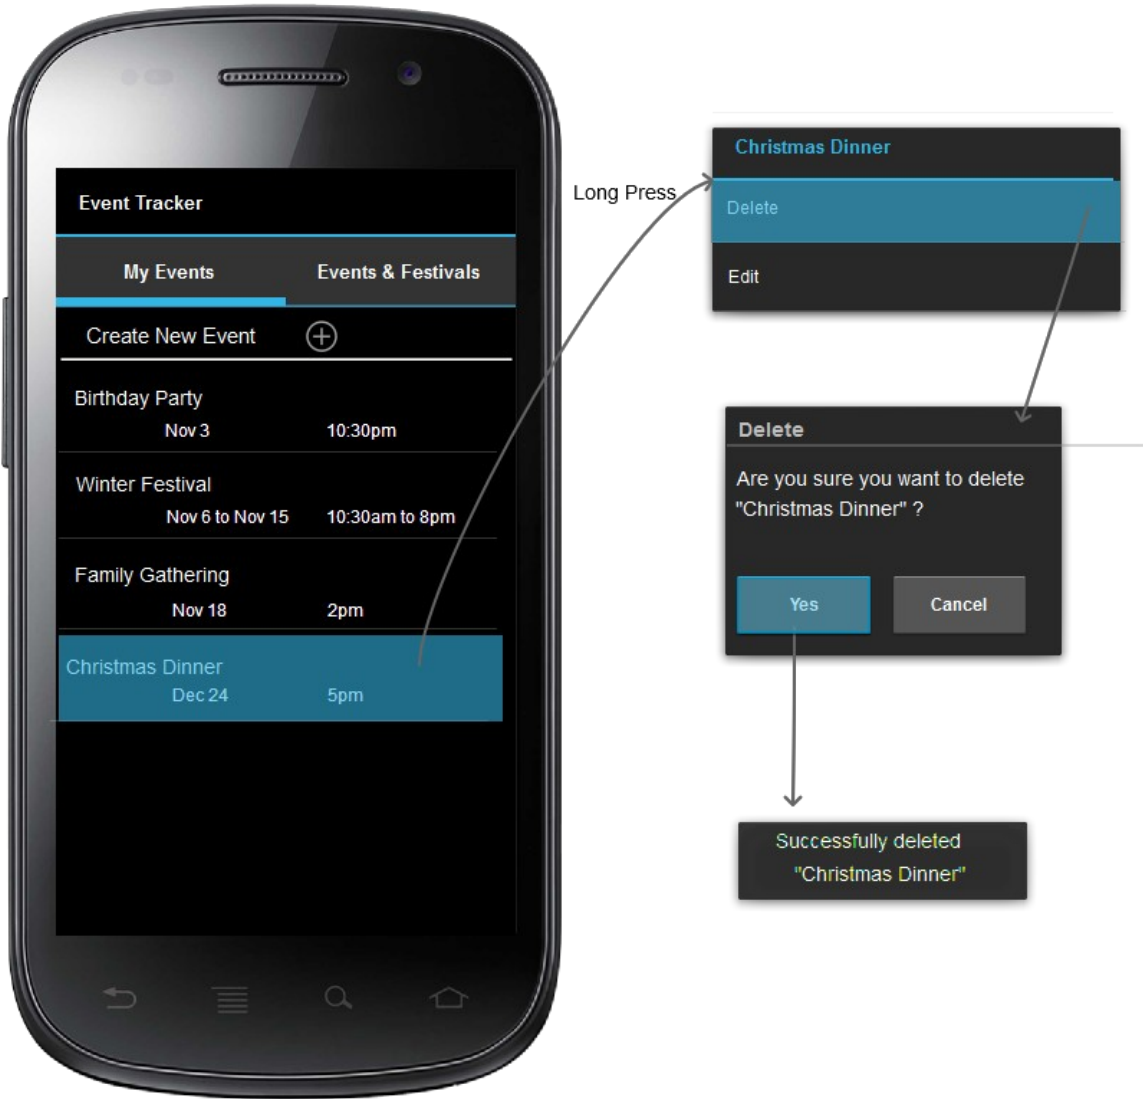 Event Tracker
My Events Events & Festivals
Create New Event
Birthday Party
Nov 3 10:30pm
Winter Festival
Nov 6 to Nov 15 10:30am to 8pm
Family Gathering
Nov 18 2pm
Christmas Dinner
Dec 24 5pm
Long Press
Christmas Dinner
Delete
Edit
Delete
Are you sure you want to delete
"Christmas Dinner" ?
Yes Cancel
Successfully deleted
"Christmas Dinner"